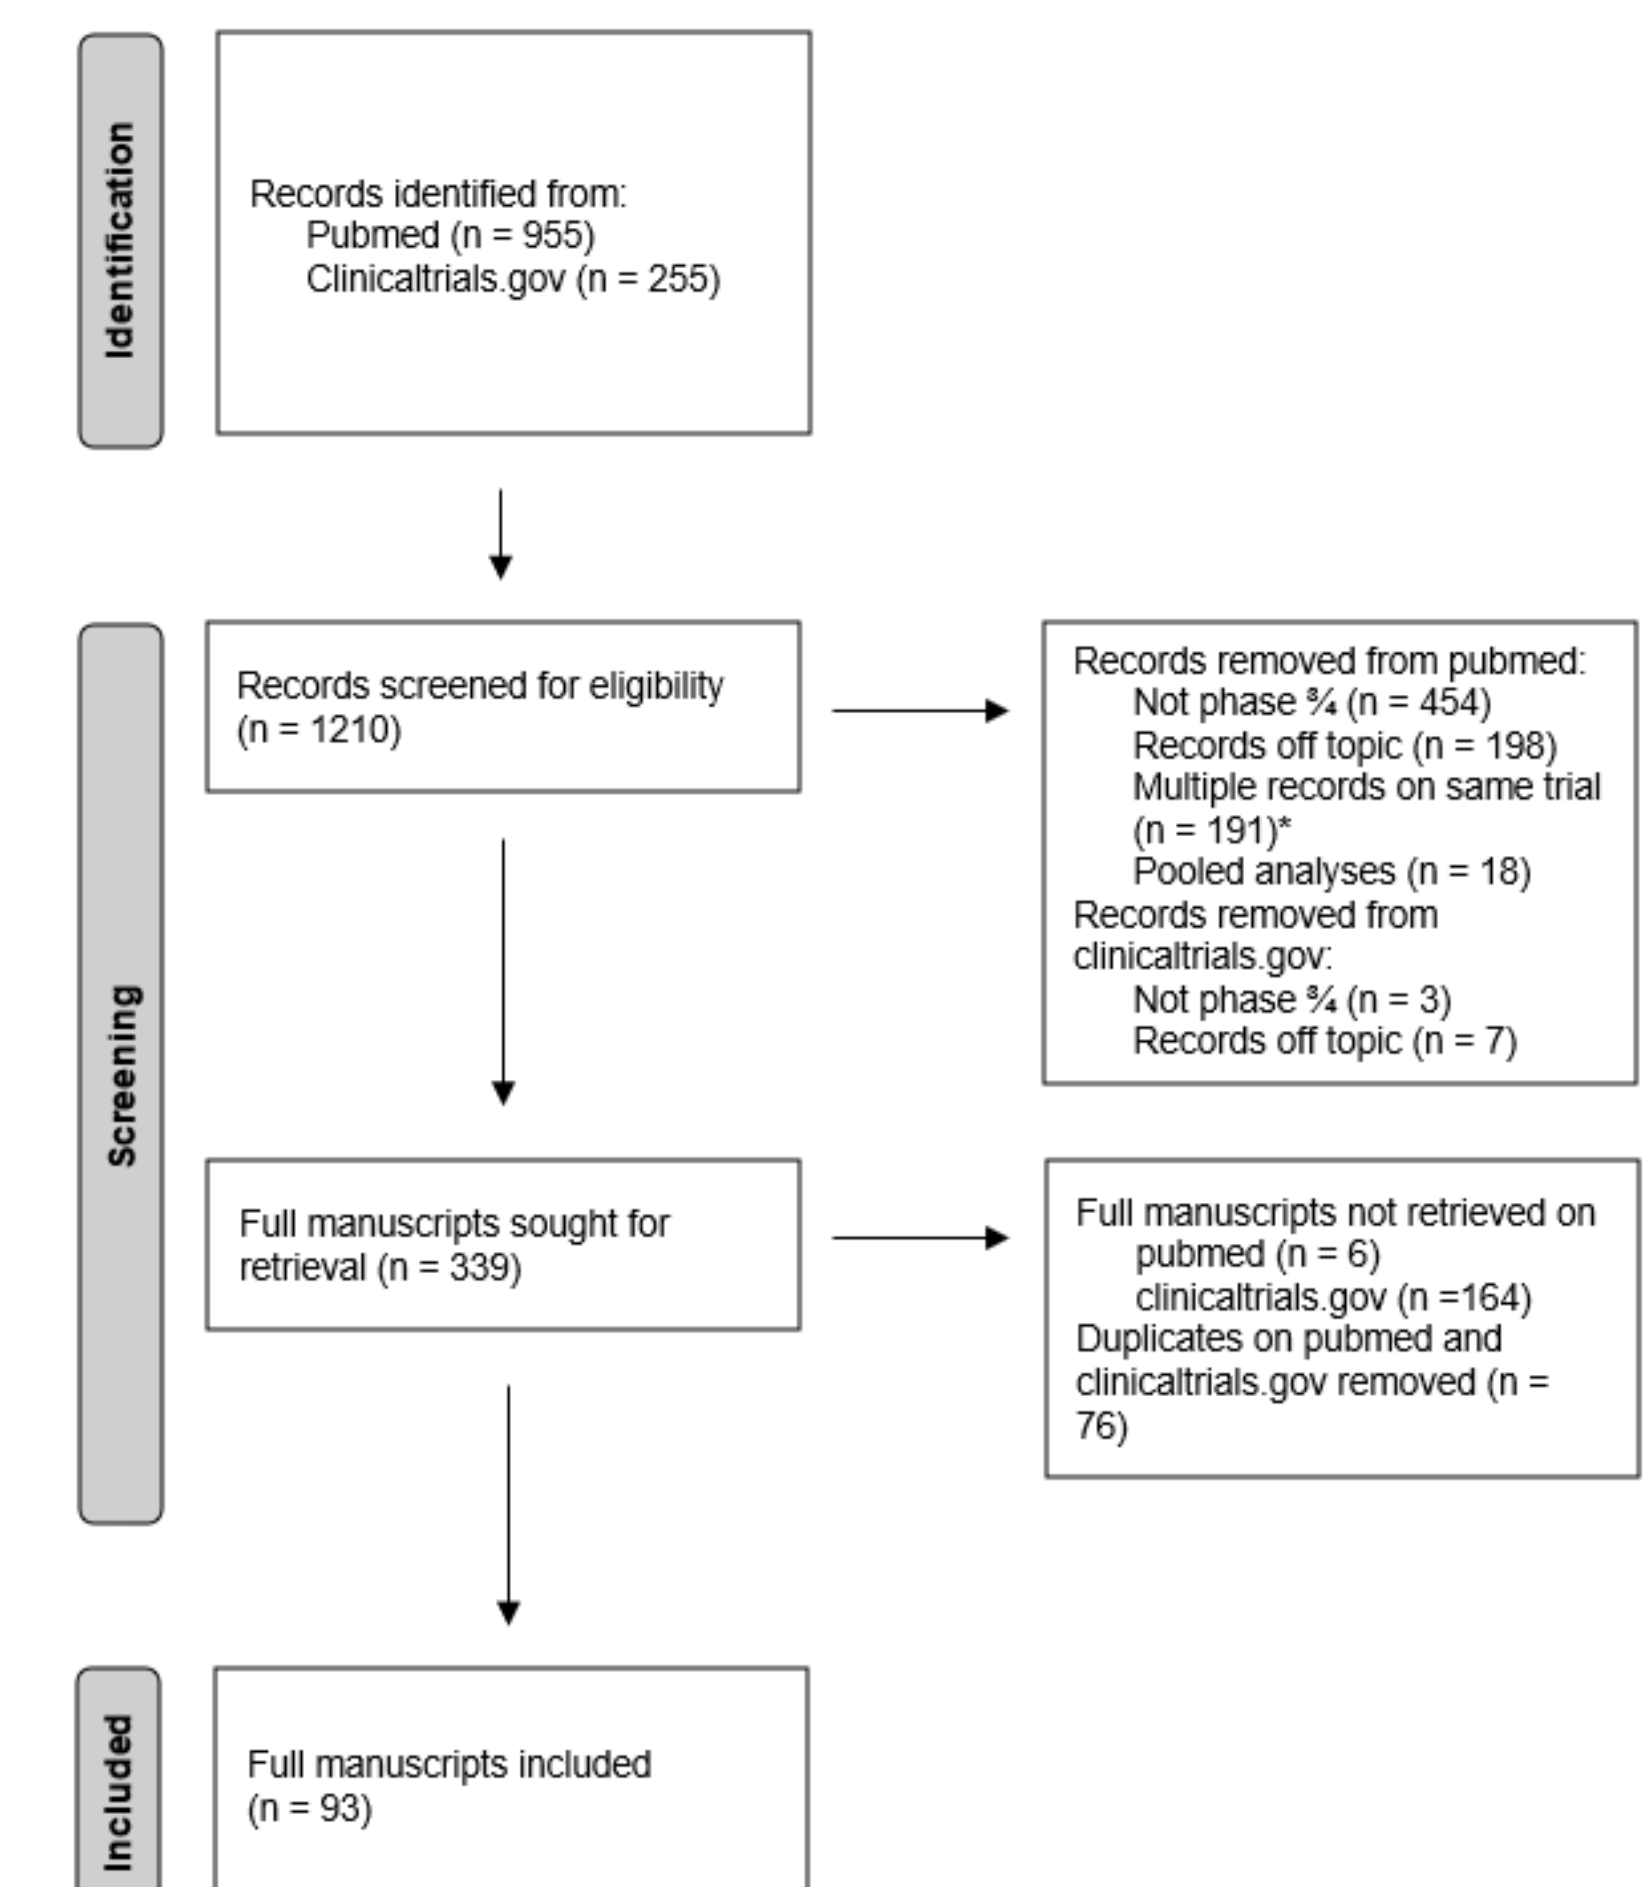 Identification
Records identified from:
Pubmed (n = 955)
Clinicaltrials.gov (n = 255)
Screening
Records screened for eligibility
(n = 1210)
Records removed from pubmed:
Not phase ¾ (n = 454)
Records off topic (n = 198)
Multiple records on same trial
(n = 191)*
Pooled analyses (n = 18)
Records removed from
clinicaltrials.gov:
Not phase ¾ (n = 3)
Records off topic (n = 7)
Full manuscripts sought for
retrieval (n = 339)
Full manuscripts not retrieved on
pubmed (n = 6)
clinicaltrials.gov (n =164)
Duplicates on pubmed and
clinicaltrials.gov removed (n =
76)
Included
Full manuscripts included
(n = 93)